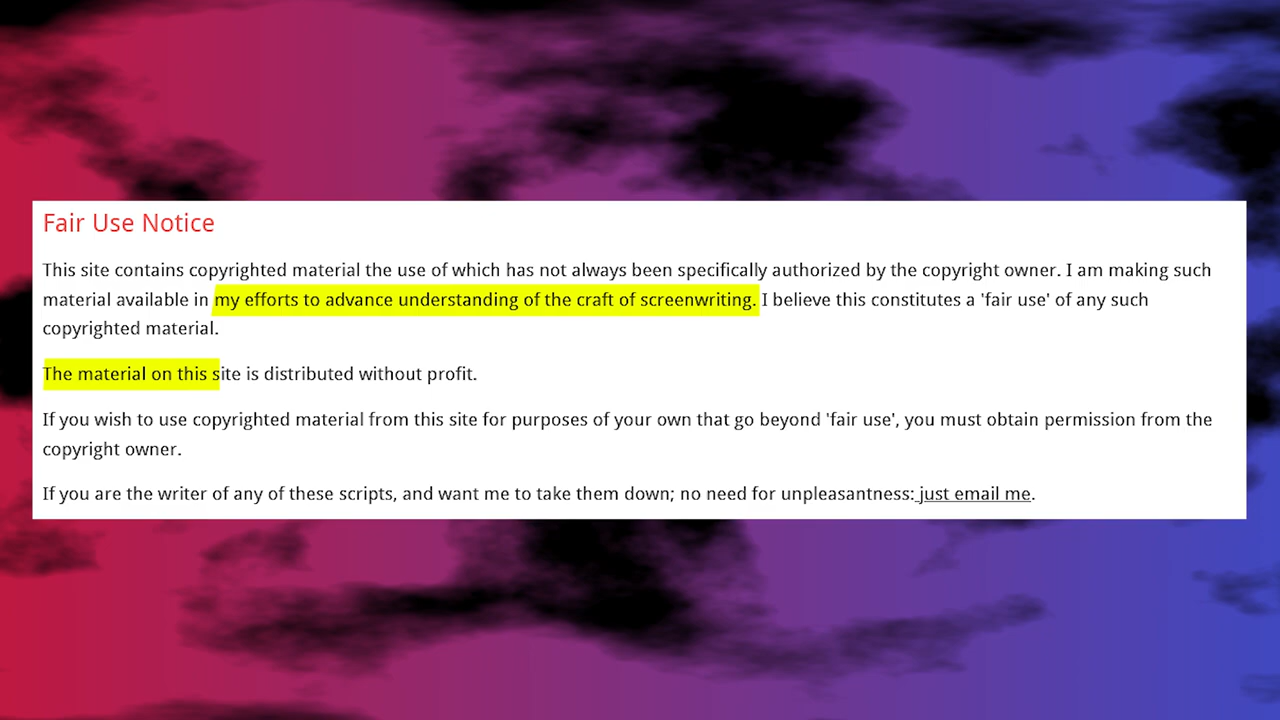 Fair Use Notice
This site contains copyrighted material the use of which has not always been specifically authorized by the copyright owner. I am making such
material available in my efforts to advance understanding of the craft of screenwriting. I believe this constitutes a 'fair use' of any such
copyrighted material.
The material on this site is distributed without profit.
If you wish to use copyrighted material from this site for purposes of your own that go beyond 'fair use', you must obtain permission from the
copyright owner.
If you are the writer of any of these scripts, and want me to take them down; no need for unpleasantness: just email me.